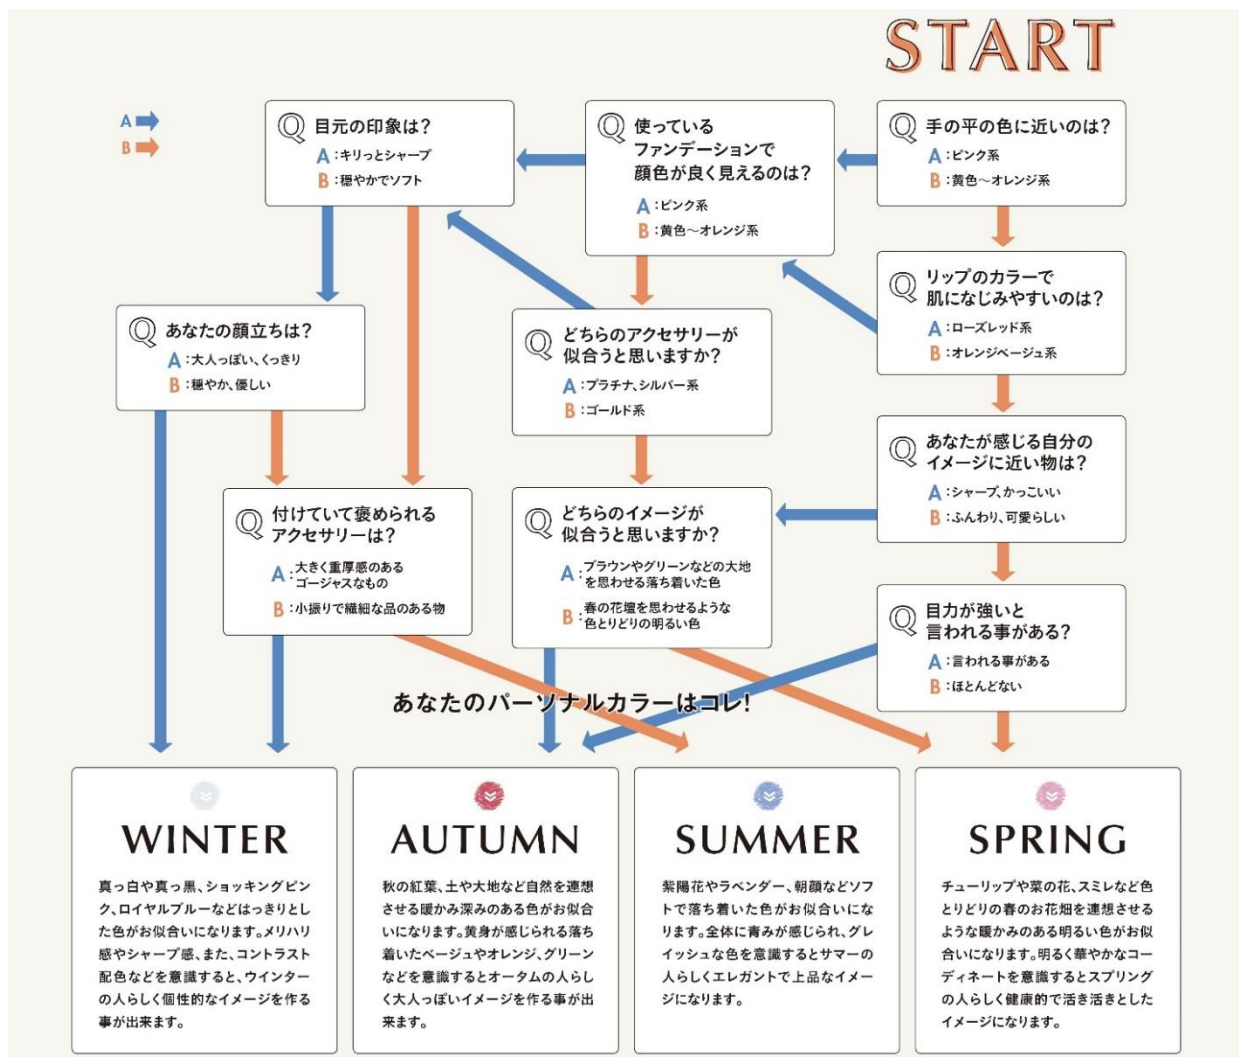 START
A
B
Q 目元の印象は?
A:キリっとシャープ
B:穏やかでソフト
Q 使っている
ファンデーションで
顔色が良く見えるのは?
A:ピンク系
B:黄色～オレンジ系
Q 手の平の色に近いのは?
A:ピンク系
B:黄色～オレンジ系
Q リップのカラーで
肌になじみやすいのは?
A:ローズレッド系
B:オレンジベージュ系
Q あなたの顔立ちは?
A:大人っぽい、くっきり
B:穏やか、優しい
Q どちらのアクセサリーが
似合うと思いますか?
A:プラチナ、シルバー系
B:ゴールド系
Q あなたが感じる自分の
イメージに近い物は?
A:シャープ、かっこいい
B:ふんわり、可愛らしい
Q 付けていて褒められる
アクセサリーは?
A:大きく重厚感のある
ゴージャスなもの
B:小振りで繊細な品のある物
Q どちらのイメージが
似合うと思いますか?
A:ブラウンやグリーンなどの大地
を思わせる落ち着いた色
B:春の花壇を思わせるような
色とりどりの明るい色
Q 目力が強いと
言われる事がある?
A:言われる事がある
B:ほとんどない
あなたのパーソナルカラーはコレ!
WINTER
真っ白や真っ黒、ショッキングピン
ク、ロイヤルブルーなどはっきりとし
た色がお似合いになります。メリハリ
感やシャープ感、また、コントラスト
配色などを意識すると、ウインター
の人らしく個性的なイメージを作る
事が出来ます。
AUTUMN
秋の紅葉、土や大地など自然を連想
させる暖かみ深みのある色がお似合
いになります。黄身が感じられる落ち
着いたベージュやオレンジ、グリーン
などを意識するとオータムの人らし
く大人っぽいイメージを作る事が出
来ます。
SUMMER
紫陽花やラベンダー、朝顔などソフ
トで落ち着いた色がお似合いにな
ります。全体に青みが感じられ、グレ
イッシュな色を意識するとサマーの
人らしくエレガントで上品なイメー
ジになります。
SPRING
チューリップや菜の花、スミレなど色
とりどりの春のお花畑を連想させる
ような暖かみのある明るい色がお似
合いになります。明るく華やかなコー
ディネートを意識するとスプリング
の人らしく健康的で活き活きとした
イメージになります。